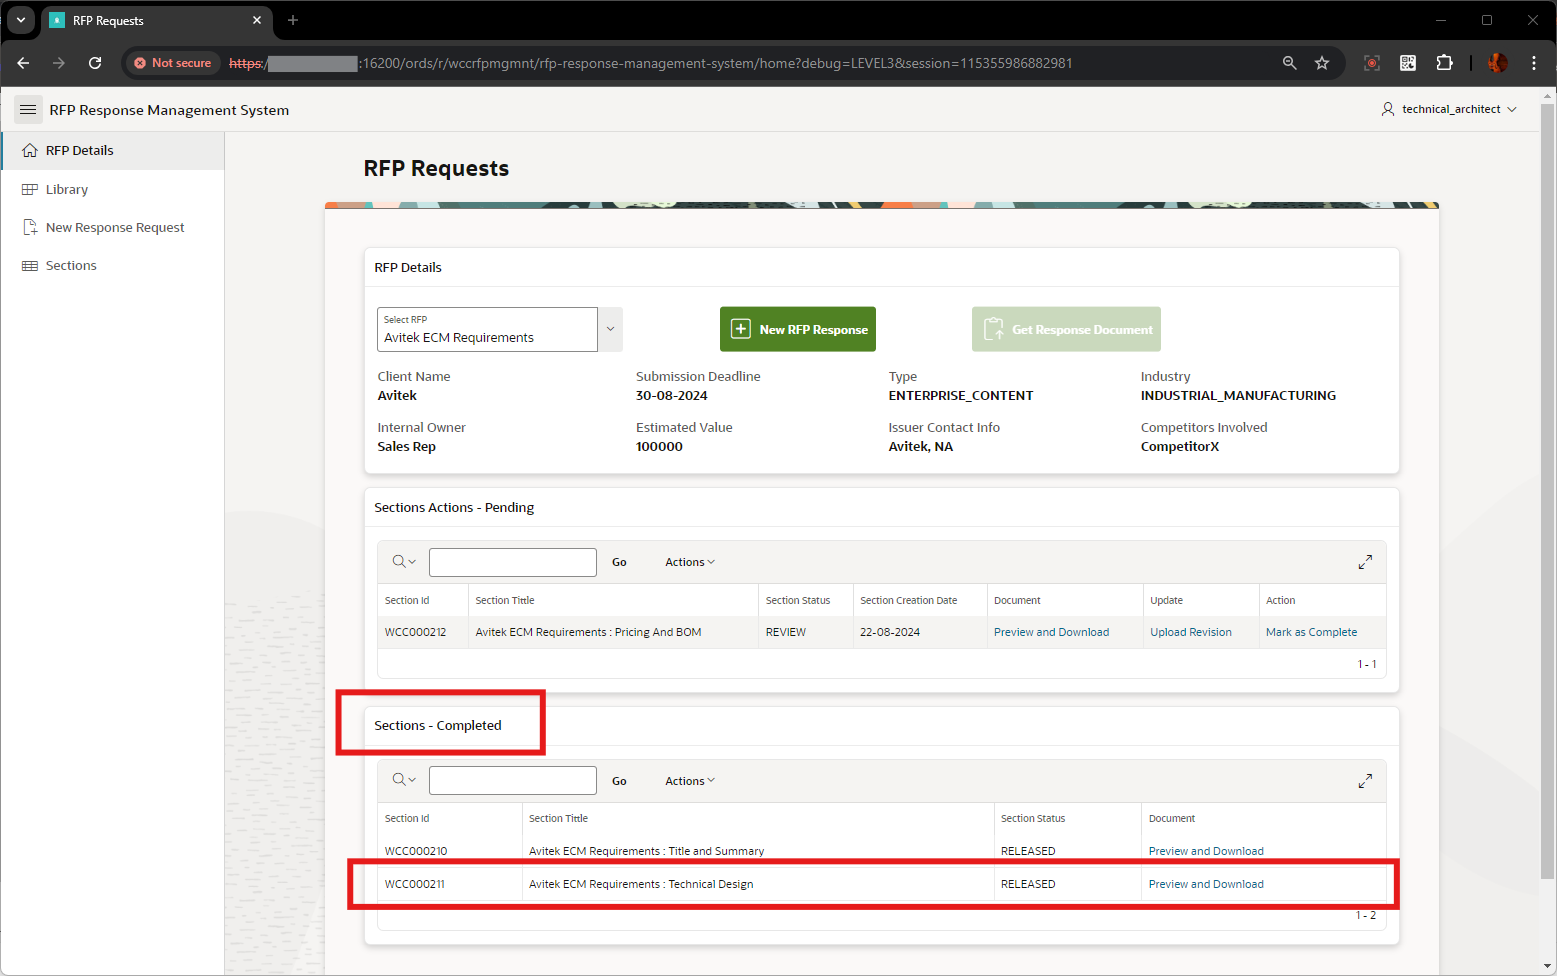 RFP Requests
Not secure https:/ :16200/ords/r/wccrfpmgmnt/rfp-response-management-system/home?debug=LEVEL3&session=115355986882981
RFP Response Management System
technical_architect
RFP Details
Library
New Response Request
Sections
RFP Requests
RFP Details
Select RFP
Avitek ECM Requirements
New RFP Response
Get Response Document
Client Name Submission Deadline Type Industry
Avitek 30-08-2024 ENTERPRISE_CONTENT INDUSTRIAL_MANUFACTURING
Internal Owner Estimated Value Issuer Contact Info Competitors Involved
Sales Rep 100000 Avitek, NA CompetitorX
Sections Actions - Pending
Go Actions
Section Id Section Tittle Section Status Section Creation Date Document Update Action
WCC000212 Avitek ECM Requirements : Pricing And BOM REVIEW 22-08-2024 Preview and Download Upload Revision Mark as Complete
1 - 1
Sections - Completed
Go Actions
Section Id Section Tittle Section Status Document
WCC000210 Avitek ECM Requirements : Title and Summary RELEASED Preview and Download
WCC000211 Avitek ECM Requirements : Technical Design RELEASED Preview and Download
1 - 2